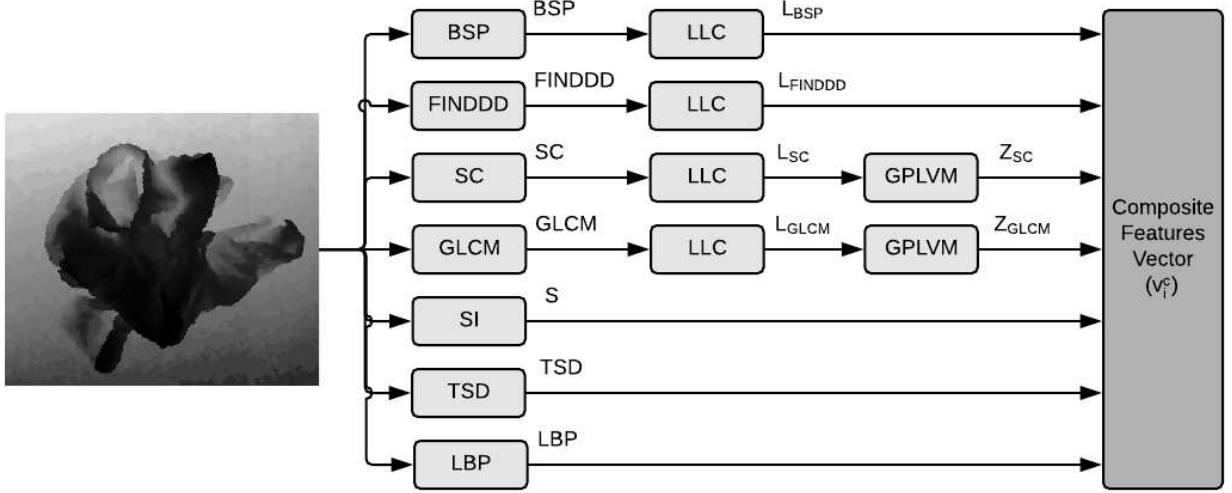 BSP BSP LLC L_BSP
FINDDD FINDDD LLC L_FINDDD
SC SC LLC L_SC GPLVM Z_SC
GLCM GLCM LLC L_GLCM GPLVM Z_GLCM
SI S
TSD TSD
LBP LBP
Composite
Features
Vector
(v_i^c)